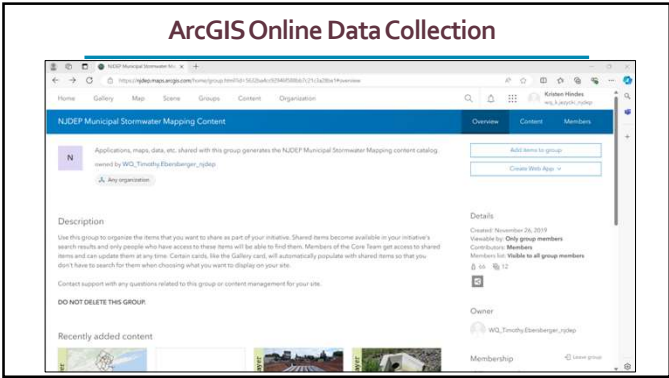 ArcGIS Online Data Collection
NJDEP Municipal Stormwater
Home Gallery Map Scene Groups Content Organization
Kristen Hindes
NJDEP Municipal Stormwater Mapping Content
Overview Content Members
N
Applications, maps, data, etc. shared with this group generates the NJDEP Municipal Stormwater Mapping content catalog.
owned by WQ_Timothy.Ebersberger_njdep
Any organization
Add items to group
Create Web App
Description
Use this group to organize the items that you want to share as part of your initiative. Shared items become available in your initiative's
search results and only people who have access to these items will be able to find them. Members of the Core Team get access to shared
items and can update them at any time. Certain cards, like the Gallery card, will automatically populate with shared items so that you
don't have to search for them when choosing what you want to display on your site.
Contact support with any questions related to this group or content management for your site.
DO NOT DELETE THIS GROUP.
Recently added content
Details
Created: November 26, 2019
Viewable by: Only group members
Contributors: Members
Members list: Visible to all group members
66 12
Owner
WQ_Timothy.Ebersberger_njdep
Membership Leave group